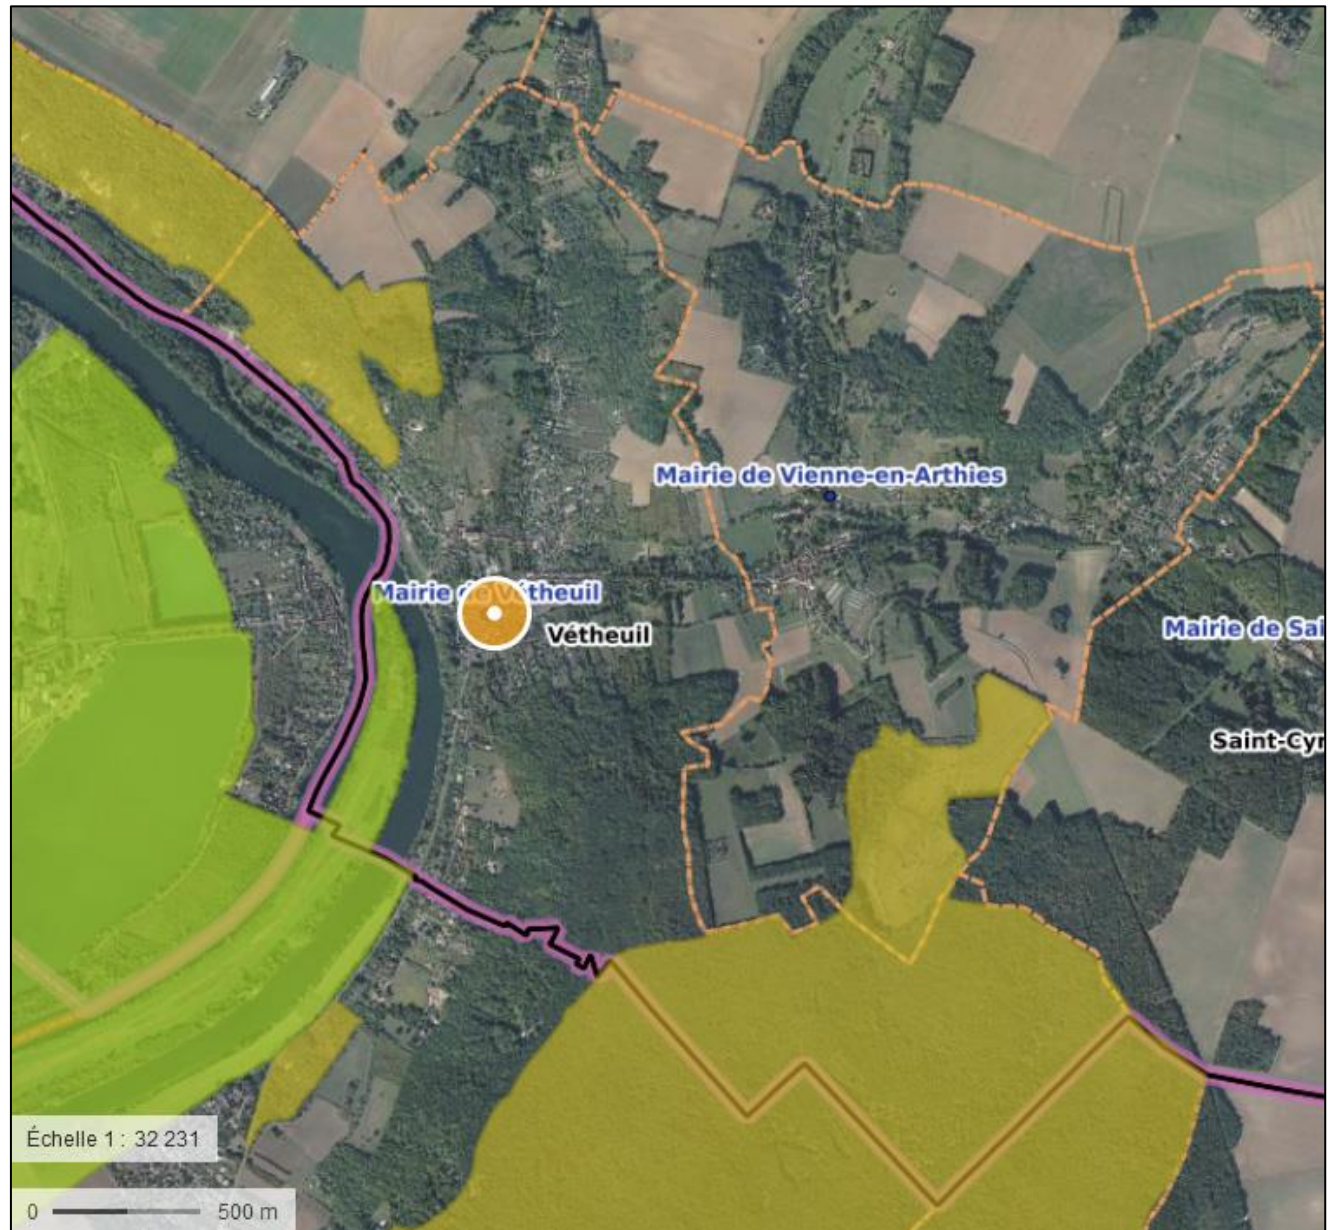 Mairie de Vienne-en-Arthies
Mairie de Vétheuil
Vétheuil
Mairie de Sai
Saint-Cyr
Échelle 1 : 32 231
0 500 m